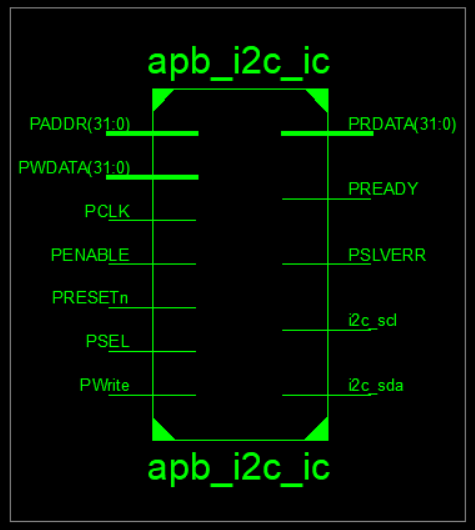 apb_i2c_ic
PADDR(31:0)
PRDATA(31:0)
PWDATA(31:0)
PREADY
PCLK
PENABLE
PSLVERR
PRESETn
i2c_scl
PSEL
PWrite
i2c_sda
apb_i2c_ic